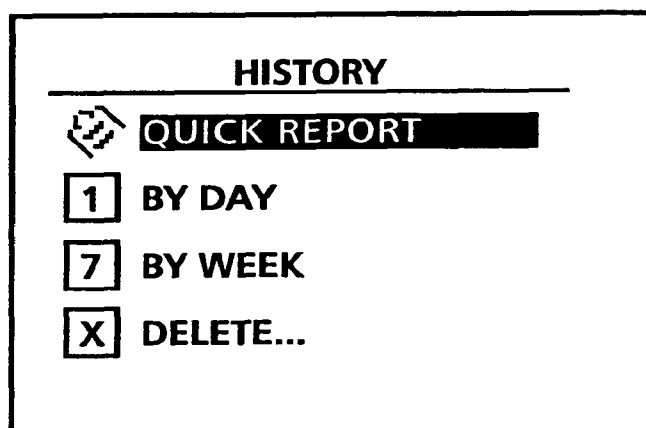 HISTORY
QUICK REPORT
1 BY DAY
7 BY WEEK
X DELETE...